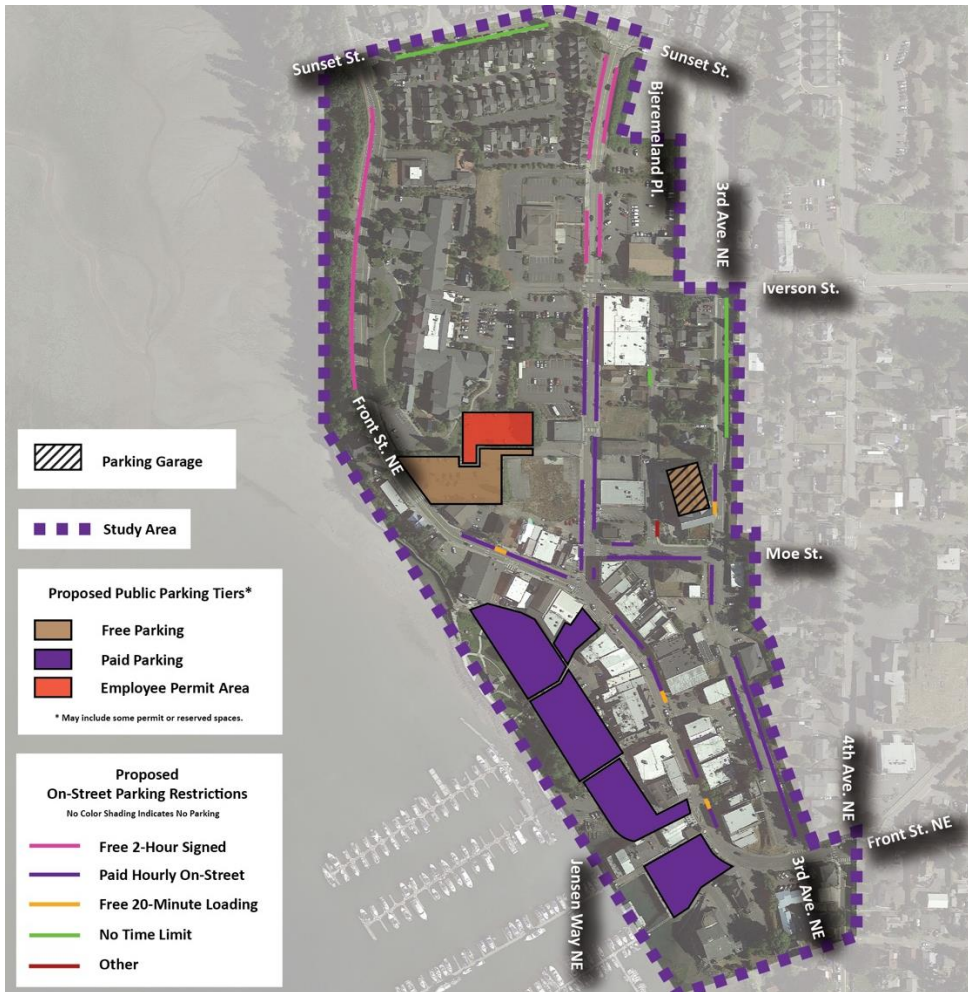 Sunset St.
Sunset St.
Bjeremeland Pl.
3rd Ave. NE
Iverson St.
Front St. NE
Moe St.
4th Ave. NE
Front St. NE
3rd Ave. NE
Jensen Way NE
Parking Garage
Study Area
Proposed Public Parking Tiers*
Free Parking
Paid Parking
Employee Permit Area
* May include some permit or reserved spaces.
Proposed
On-Street Parking Restrictions
No Color Shading Indicates No Parking
Free 2-Hour Signed
Paid Hourly On-Street
Free 20-Minute Loading
No Time Limit
Other